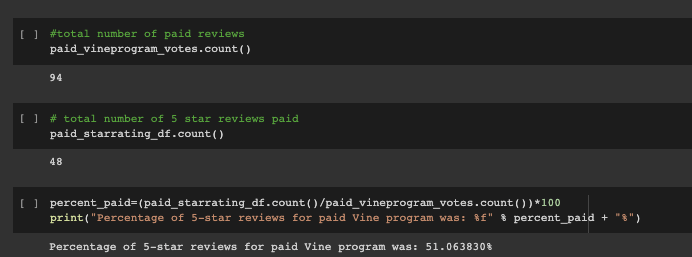 [ ] #total number of paid reviews
paid_vineprogram_votes.count()
94
[ ] # total number of 5 star reviews paid
paid_starrating_df.count()
48
[ ] percent_paid=(paid_starrating_df.count()/paid_vineprogram_votes.count())*100
print("Percentage of 5-star reviews for paid Vine program was: %f" % percent_paid + "%")
Percentage of 5-star reviews for paid Vine program was: 51.063830%